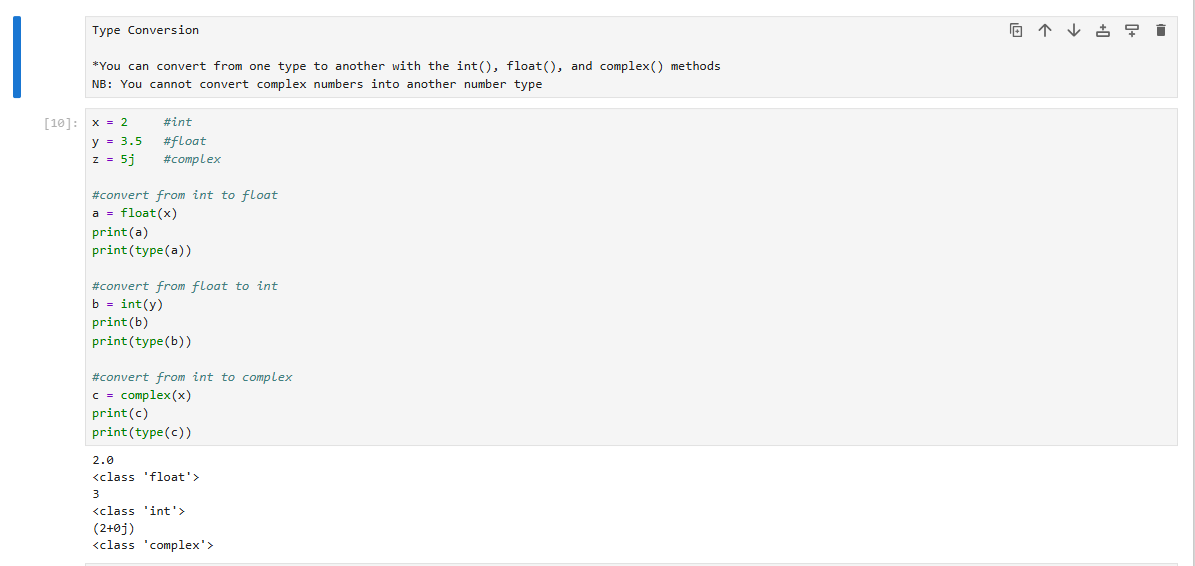 Type Conversion
*You can convert from one type to another with the int(), float(), and complex() methods
NB: You cannot convert complex numbers into another number type
[10]:
x = 2     #int
y = 3.5   #float
z = 5j    #complex
#convert from int to float
a = float(x)
print(a)
print(type(a))
#convert from float to int
b = int(y)
print(b)
print(type(b))
#convert from int to complex
c = complex(x)
print(c)
print(type(c))
2.0
<class 'float'>
3
<class 'int'>
(2+0j)
<class 'complex'>